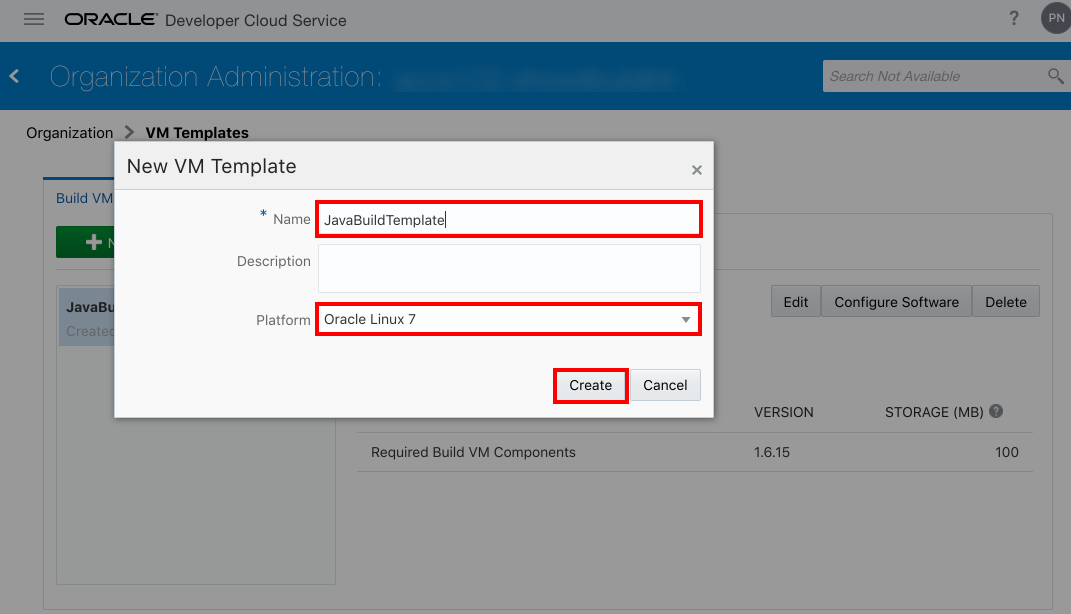 ORACLE Developer Cloud Service ? PN
Organization Administration:
Search Not Available
Organization > VM Templates
New VM Template ×
Build VM
* Name JavaBuildTemplate
Description
Platform Oracle Linux 7
JavaBu
Created
Edit Configure Software Delete
Create Cancel
VERSION STORAGE (MB) ?
Required Build VM Components 1.6.15 100